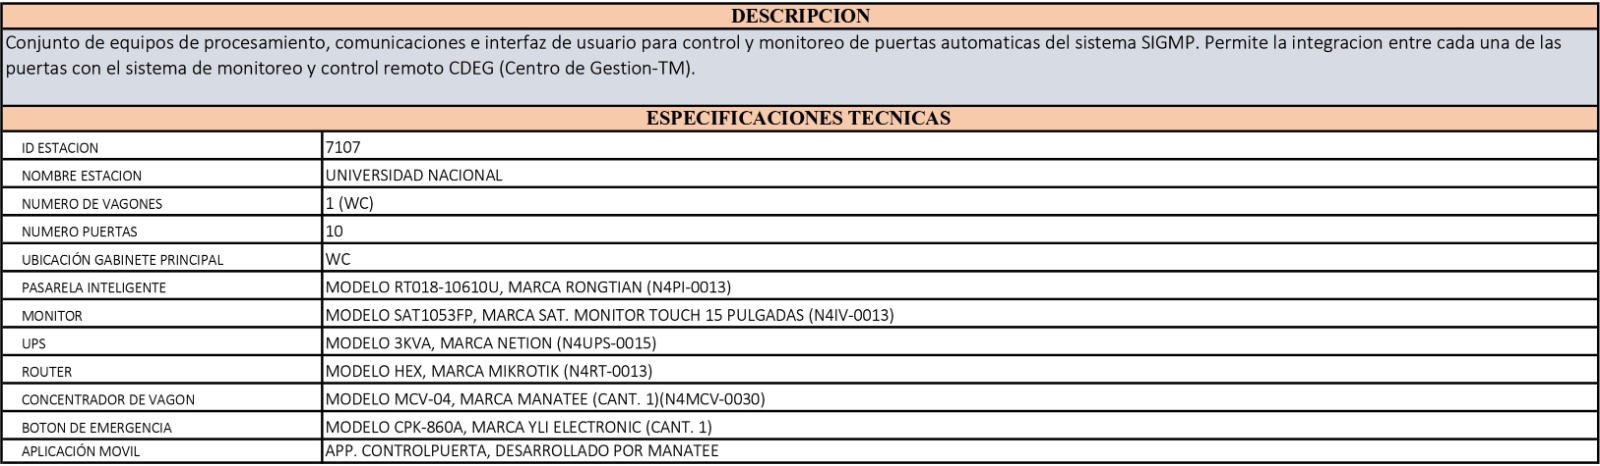 DESCRIPCION
Conjunto de equipos de procesamiento, comunicaciones e interfaz de usuario para control y monitoreo de puertas automaticas del sistema SIGMP. Permite la integracion entre cada una de las
puertas con el sistema de monitoreo y control remoto CDEG (Centro de Gestion-TM).
ESPECIFICACIONES TECNICAS
ID ESTACION 7107
NOMBRE ESTACION UNIVERSIDAD NACIONAL
NUMERO DE VAGONES 1 (WC)
NUMERO PUERTAS 10
UBICACIÓN GABINETE PRINCIPAL WC
PASARELA INTELIGENTE MODELO RT018-10610U, MARCA RONGTIAN (N4PI-0013)
MONITOR MODELO SAT1053FP, MARCA SAT. MONITOR TOUCH 15 PULGADAS (N4IV-0013)
UPS MODELO 3KVA, MARCA NETION (N4UPS-0015)
ROUTER MODELO HEX, MARCA MIKROTIK (N4RT-0013)
CONCENTRADOR DE VAGON MODELO MCV-04, MARCA MANATEE (CANT. 1)(N4MCV-0030)
BOTON DE EMERGENCIA MODELO CPK-860A, MARCA YLI ELECTRONIC (CANT. 1)
APLICACIÓN MOVIL APP. CONTROLPUERTA, DESARROLLADO POR MANATEE